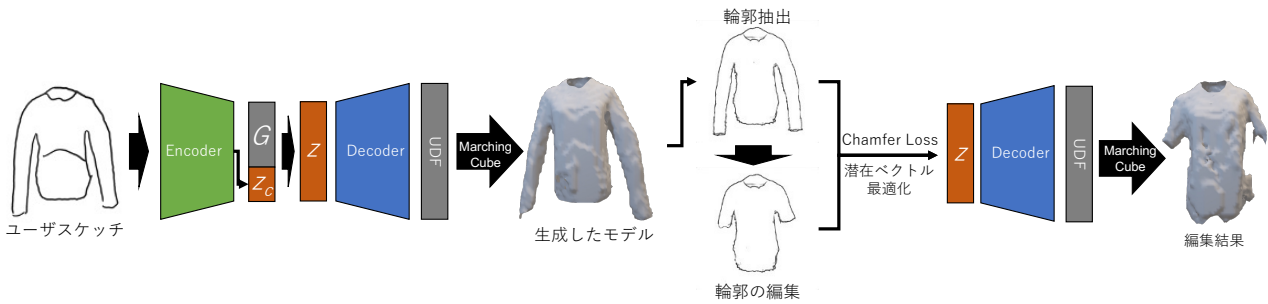 ユーザスケッチ
Encoder
G
Zc
Z
Decoder
UDF
Marching
Cube
生成したモデル
輪郭抽出
輪郭の編集
Chamfer Loss
潜在ベクトル
最適化
Z
Decoder
UDF
Marching
Cube
編集結果